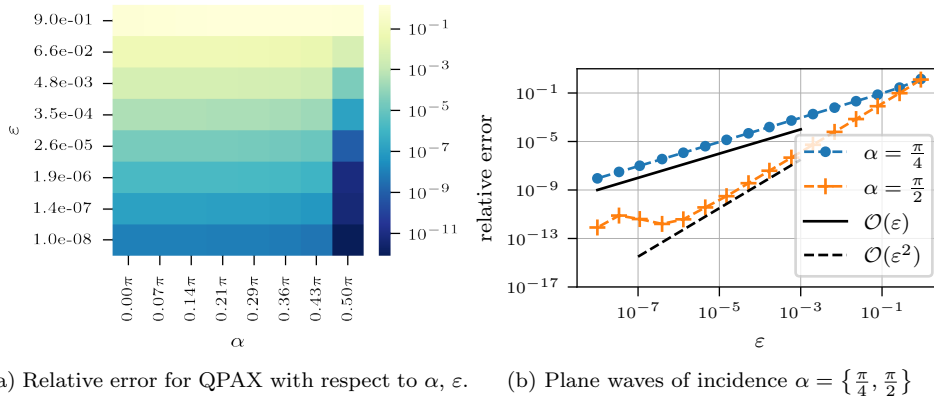 9.0e-01
6.6e-02
4.8e-03
3.5e-04
2.6e-05
1.9e-06
1.4e-07
1.0e-08
ε
0.00π
0.07π
0.14π
0.21π
0.29π
0.36π
0.43π
0.50π
α
10⁻¹
10⁻³
10⁻⁵
10⁻⁷
10⁻⁹
10⁻¹¹
relative error
10⁻¹
10⁻⁵
10⁻⁹
10⁻¹³
10⁻¹⁷
10⁻⁷
10⁻⁵
10⁻³
10⁻¹
ε
α = π/4
α = π/2
𝒪(ε)
𝒪(ε²)
a) Relative error for QPAX with respect to α, ε.
(b) Plane waves of incidence α = {π/4, π/2}